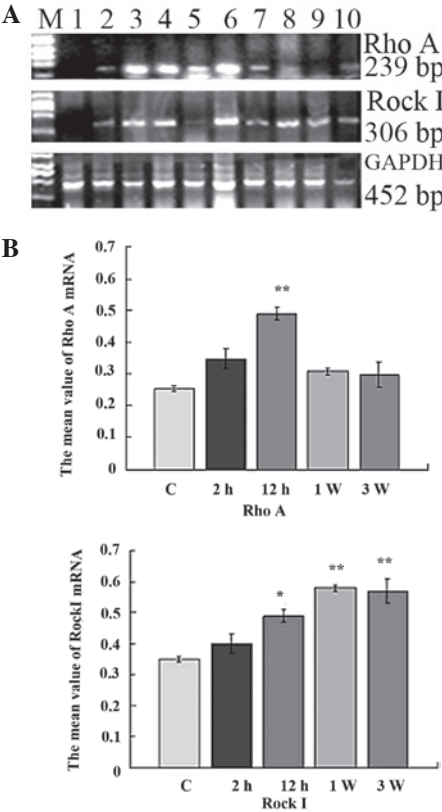 A M 1 2 3 4 5 6 7 8 9 10
Rho A
239 bp
Rock I
306 bp
GAPDH
452 bp
B
The mean value of Rho A mRNA
0.7
0.6
0.5
0.4
0.3
0.2
0.1
0
**
C 2 h 12 h 1 W 3 W
Rho A
The mean value of RockI mRNA
0.7
0.6
0.5
0.4
0.3
0.2
0.1
0
* ** **
C 2 h 12 h 1 W 3 W
Rock I